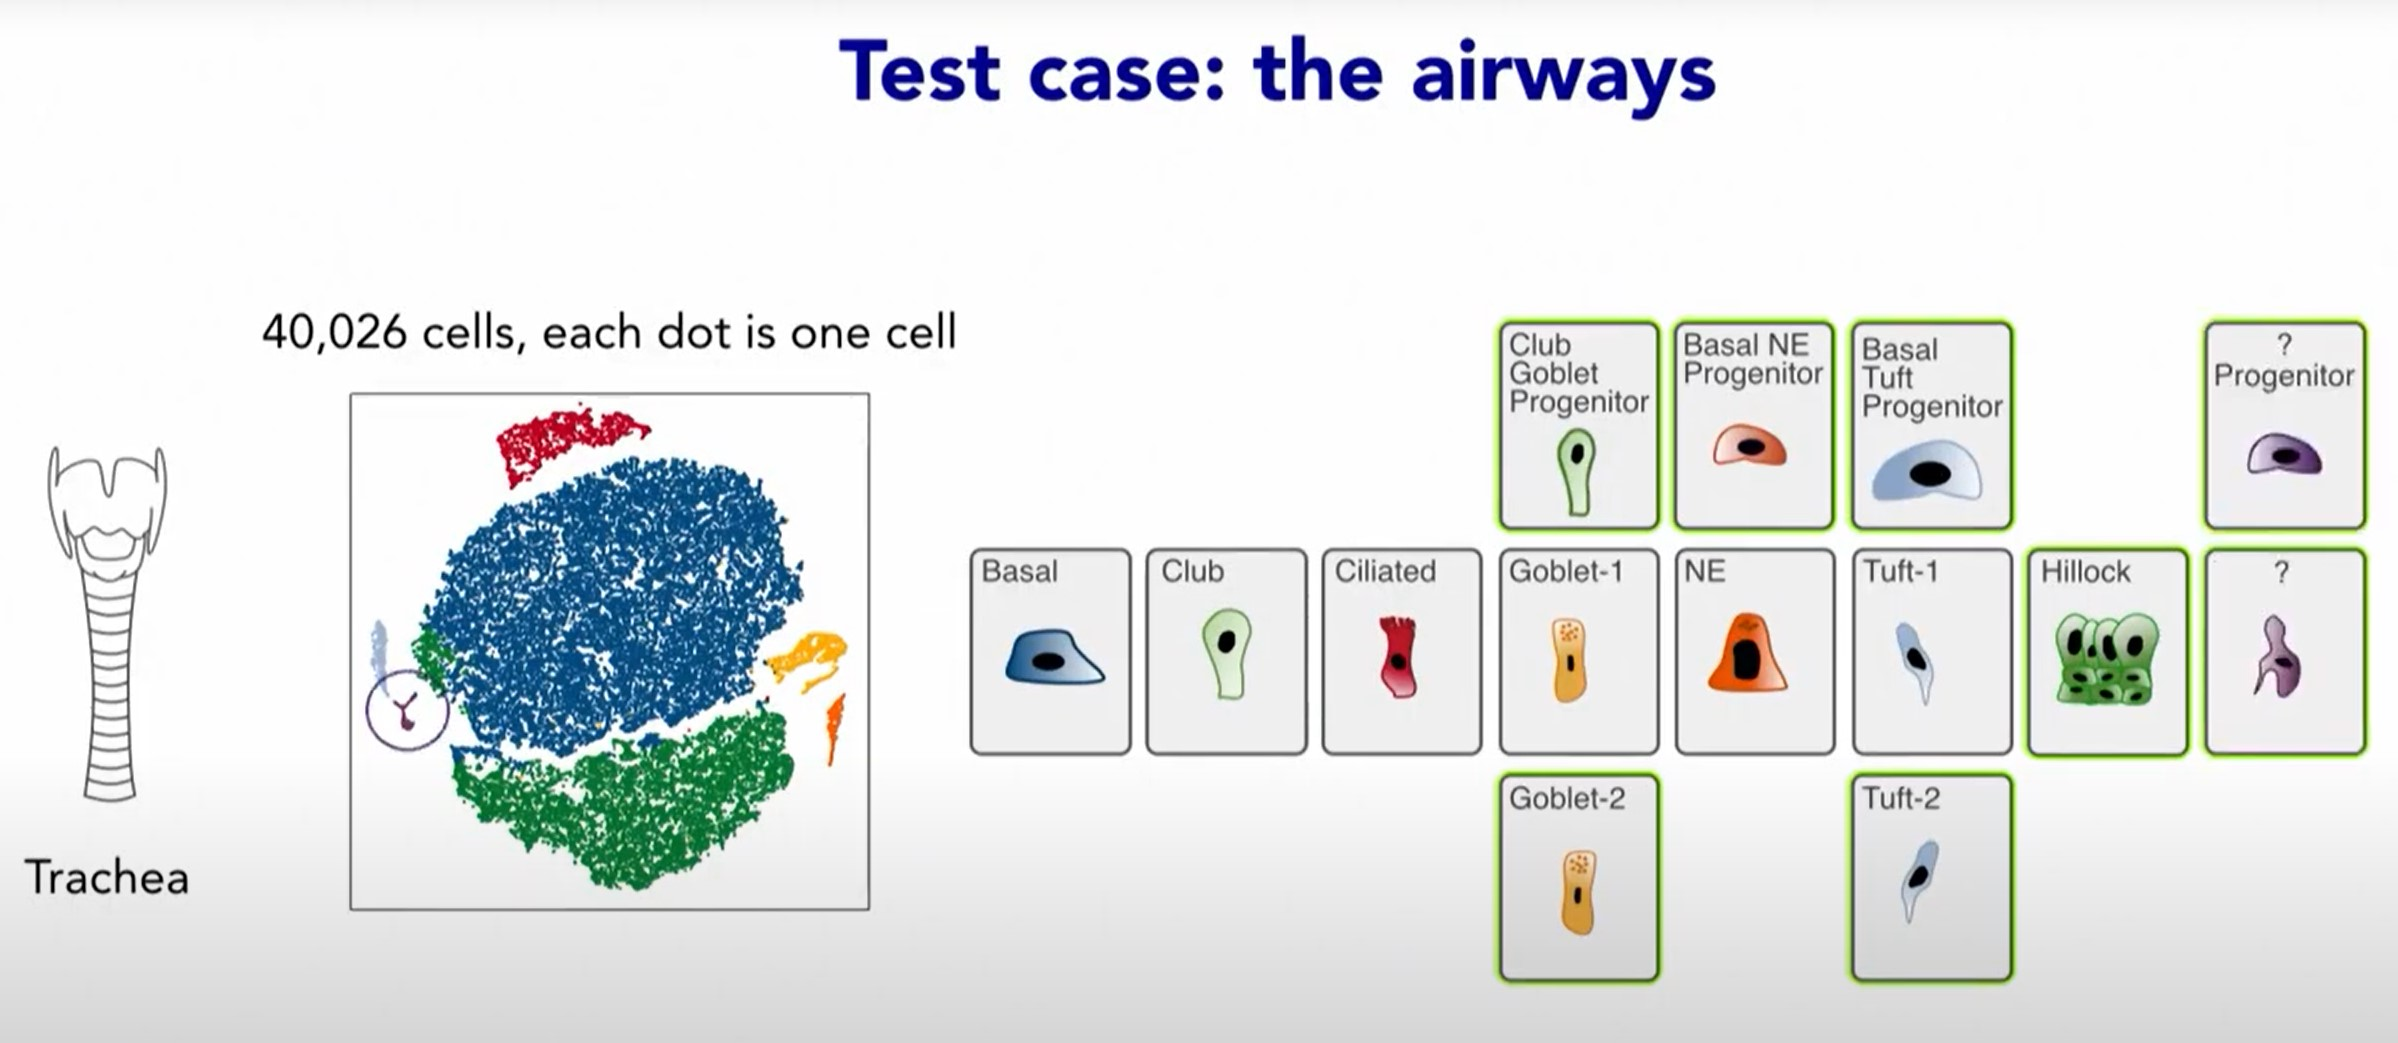 Test case: the airways
40,026 cells, each dot is one cell
Trachea
Club
Goblet
Progenitor
Basal NE
Progenitor
Basal
Tuft
Progenitor
?
Progenitor
Basal
Club
Ciliated
Goblet-1
NE
Tuft-1
Hillock
?
Goblet-2
Tuft-2